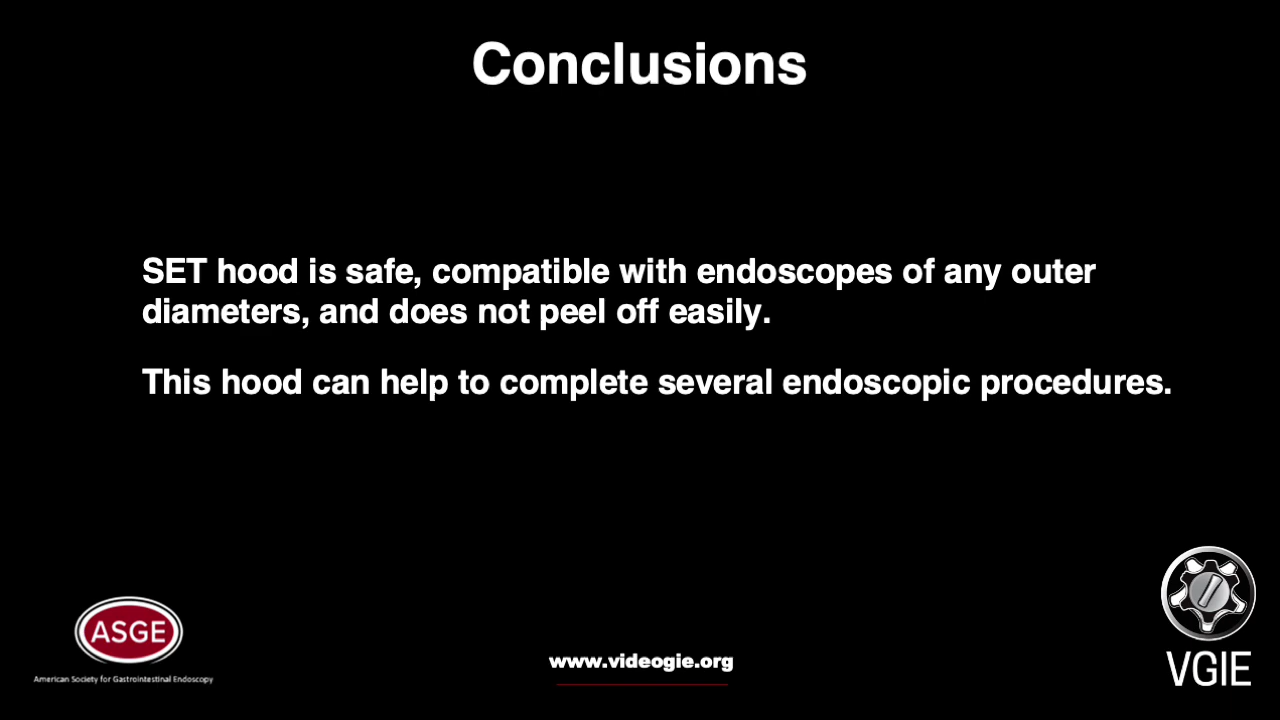 Conclusions
SET hood is safe, compatible with endoscopes of any outer
diameters, and does not peel off easily.
This hood can help to complete several endoscopic procedures.
ASGE
American Society for Gastrointestinal Endoscopy
www.videogie.org
VGIE